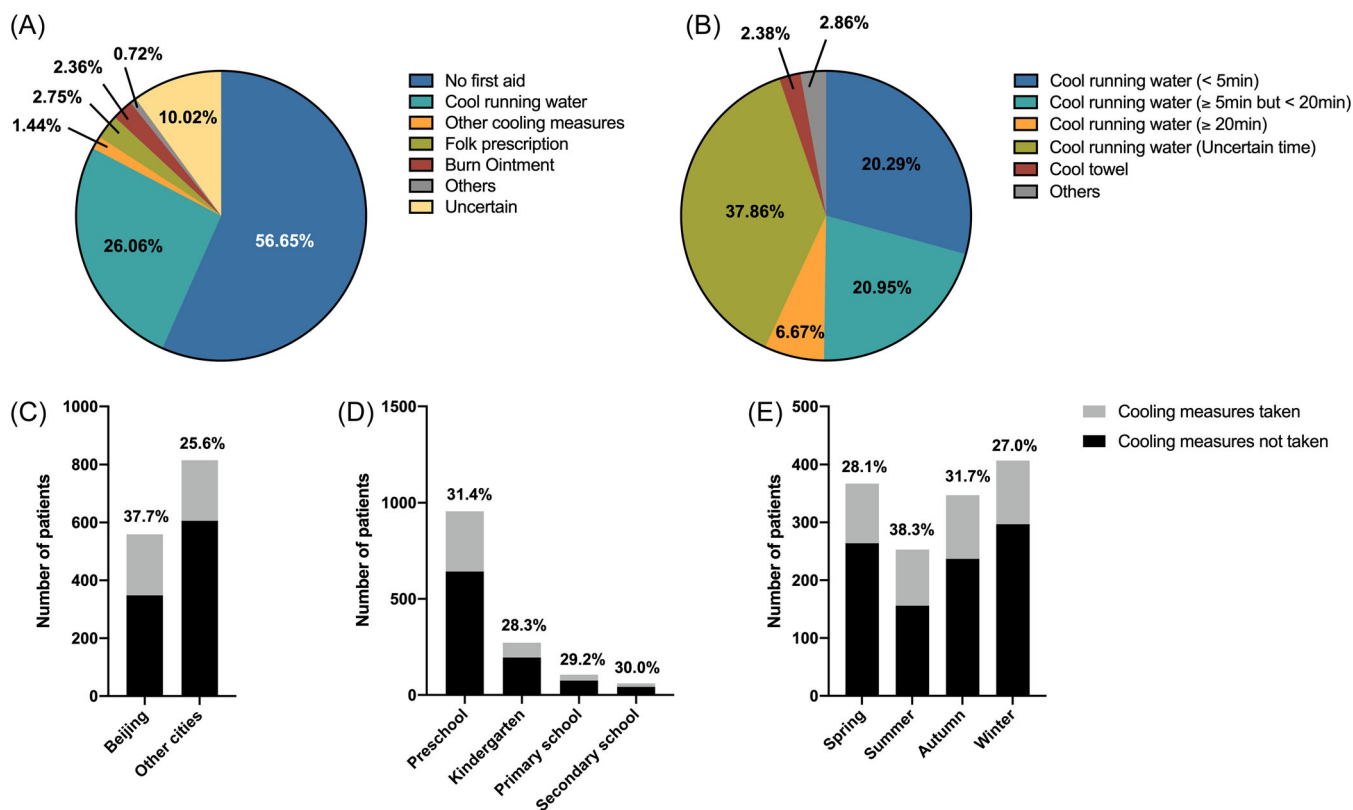 (A)
0.72%
2.36%
2.75%
1.44%
10.02%
26.06%
56.65%
No first aid
Cool running water
Other cooling measures
Folk prescription
Burn Ointment
Others
Uncertain
(B)
2.86%
2.38%
20.29%
37.86%
20.95%
6.67%
Cool running water (< 5min)
Cool running water (≥ 5min but < 20min)
Cool running water (≥ 20min)
Cool running water (Uncertain time)
Cool towel
Others
(C)
Number of patients
1000
800
600
400
200
0
37.7%
25.6%
Beijing
Other cities
(D)
Number of patients
1500
1000
500
0
31.4%
28.3%
29.2%
30.0%
Preschool
Kindergarten
Primary school
Secondary school
(E)
Number of patients
500
400
300
200
100
0
28.1%
38.3%
31.7%
27.0%
Spring
Summer
Autumn
Winter
Cooling measures taken
Cooling measures not taken